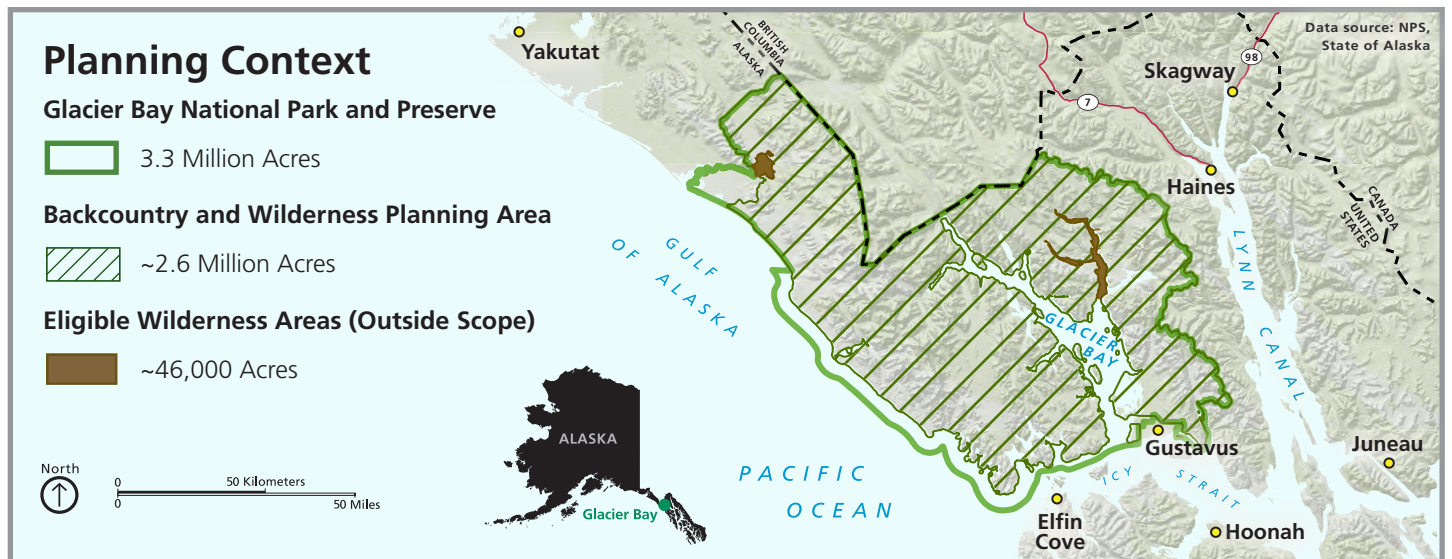 Planning Context
Glacier Bay National Park and Preserve
3.3 Million Acres
Backcountry and Wilderness Planning Area
~2.6 Million Acres
Eligible Wilderness Areas (Outside Scope)
~46,000 Acres
North
0
50 Kilometers
0
50 Miles
ALASKA
Glacier Bay
Yakutat
BRITISH
COLUMBIA
ALASKA
Data source: NPS,
State of Alaska
98
Skagway
7
Haines
CANADA
UNITED
STATES
LYNN CANAL
GULF
OF ALASKA
GLACIER
BAY
Gustavus
Juneau
ICY STRAIT
PACIFIC
OCEAN
Elfin
Cove
Hoonah